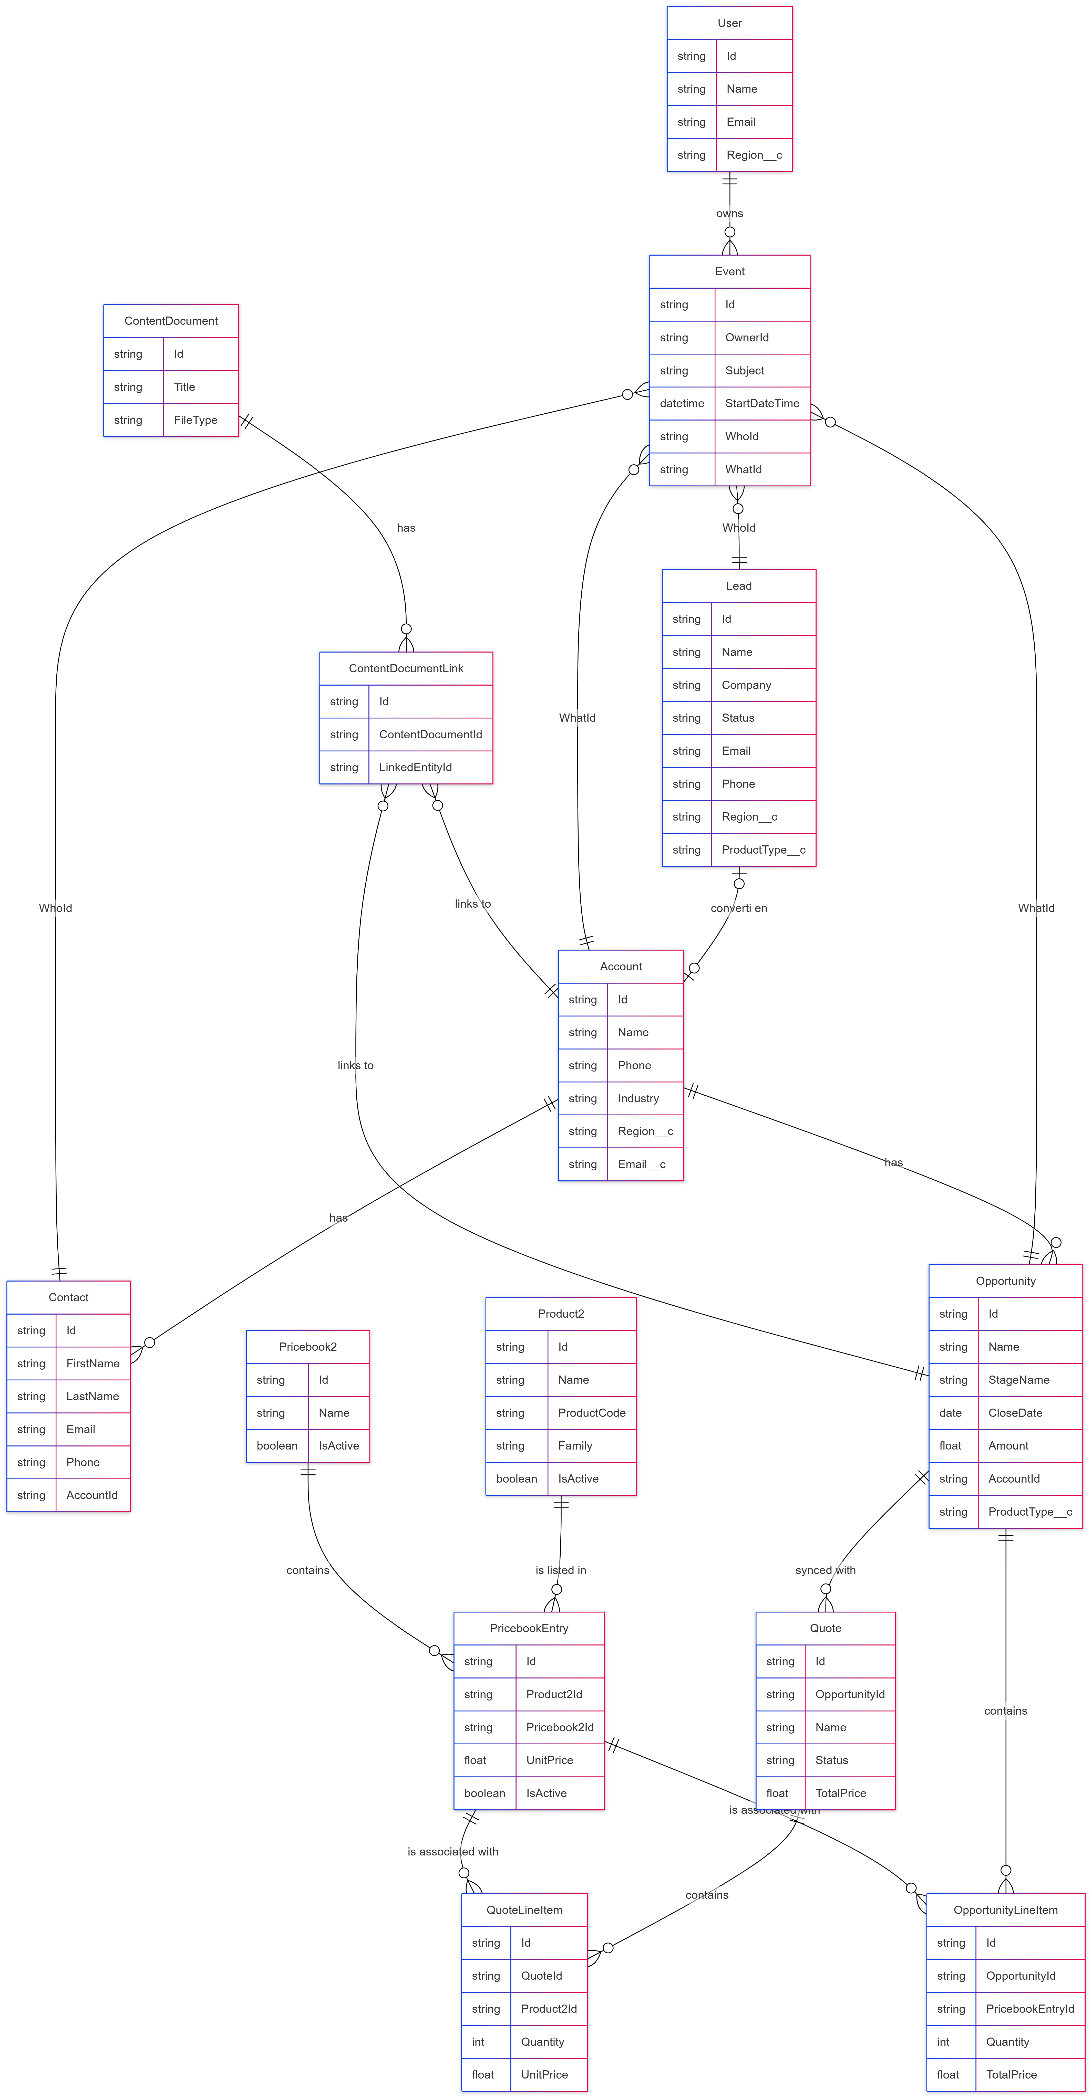 User
string Id
string Name
string Email
string Region__c
owns
Event
string Id
string OwnerId
string Subject
datetime StartDateTime
string WhoId
string WhatId
ContentDocument
string Id
string Title
string FileType
has
WhoId
Lead
string Id
string Name
string Company
string Status
string Email
string Phone
string Region__c
string ProductType__c
ContentDocumentLink
string Id
string ContentDocumentId
string LinkedEntityId
WhatId
WhoId
links to
converti en
WhatId
Account
string Id
string Name
string Phone
string Industry
string Region__c
string Email__c
links to
has
has
Contact
string Id
string FirstName
string LastName
string Email
string Phone
string AccountId
Pricebook2
string Id
string Name
boolean IsActive
Product2
string Id
string Name
string ProductCode
string Family
boolean IsActive
Opportunity
string Id
string Name
string StageName
date CloseDate
float Amount
string AccountId
string ProductType__c
contains
is listed in
synced with
PricebookEntry
string Id
string Product2Id
string Pricebook2Id
float UnitPrice
boolean IsActive
Quote
string Id
string OpportunityId
string Name
string Status
float TotalPrice
contains
is associated with
is associated with
contains
QuoteLineItem
string Id
string QuoteId
string Product2Id
int Quantity
float UnitPrice
OpportunityLineItem
string Id
string OpportunityId
string PricebookEntryId
int Quantity
float TotalPrice